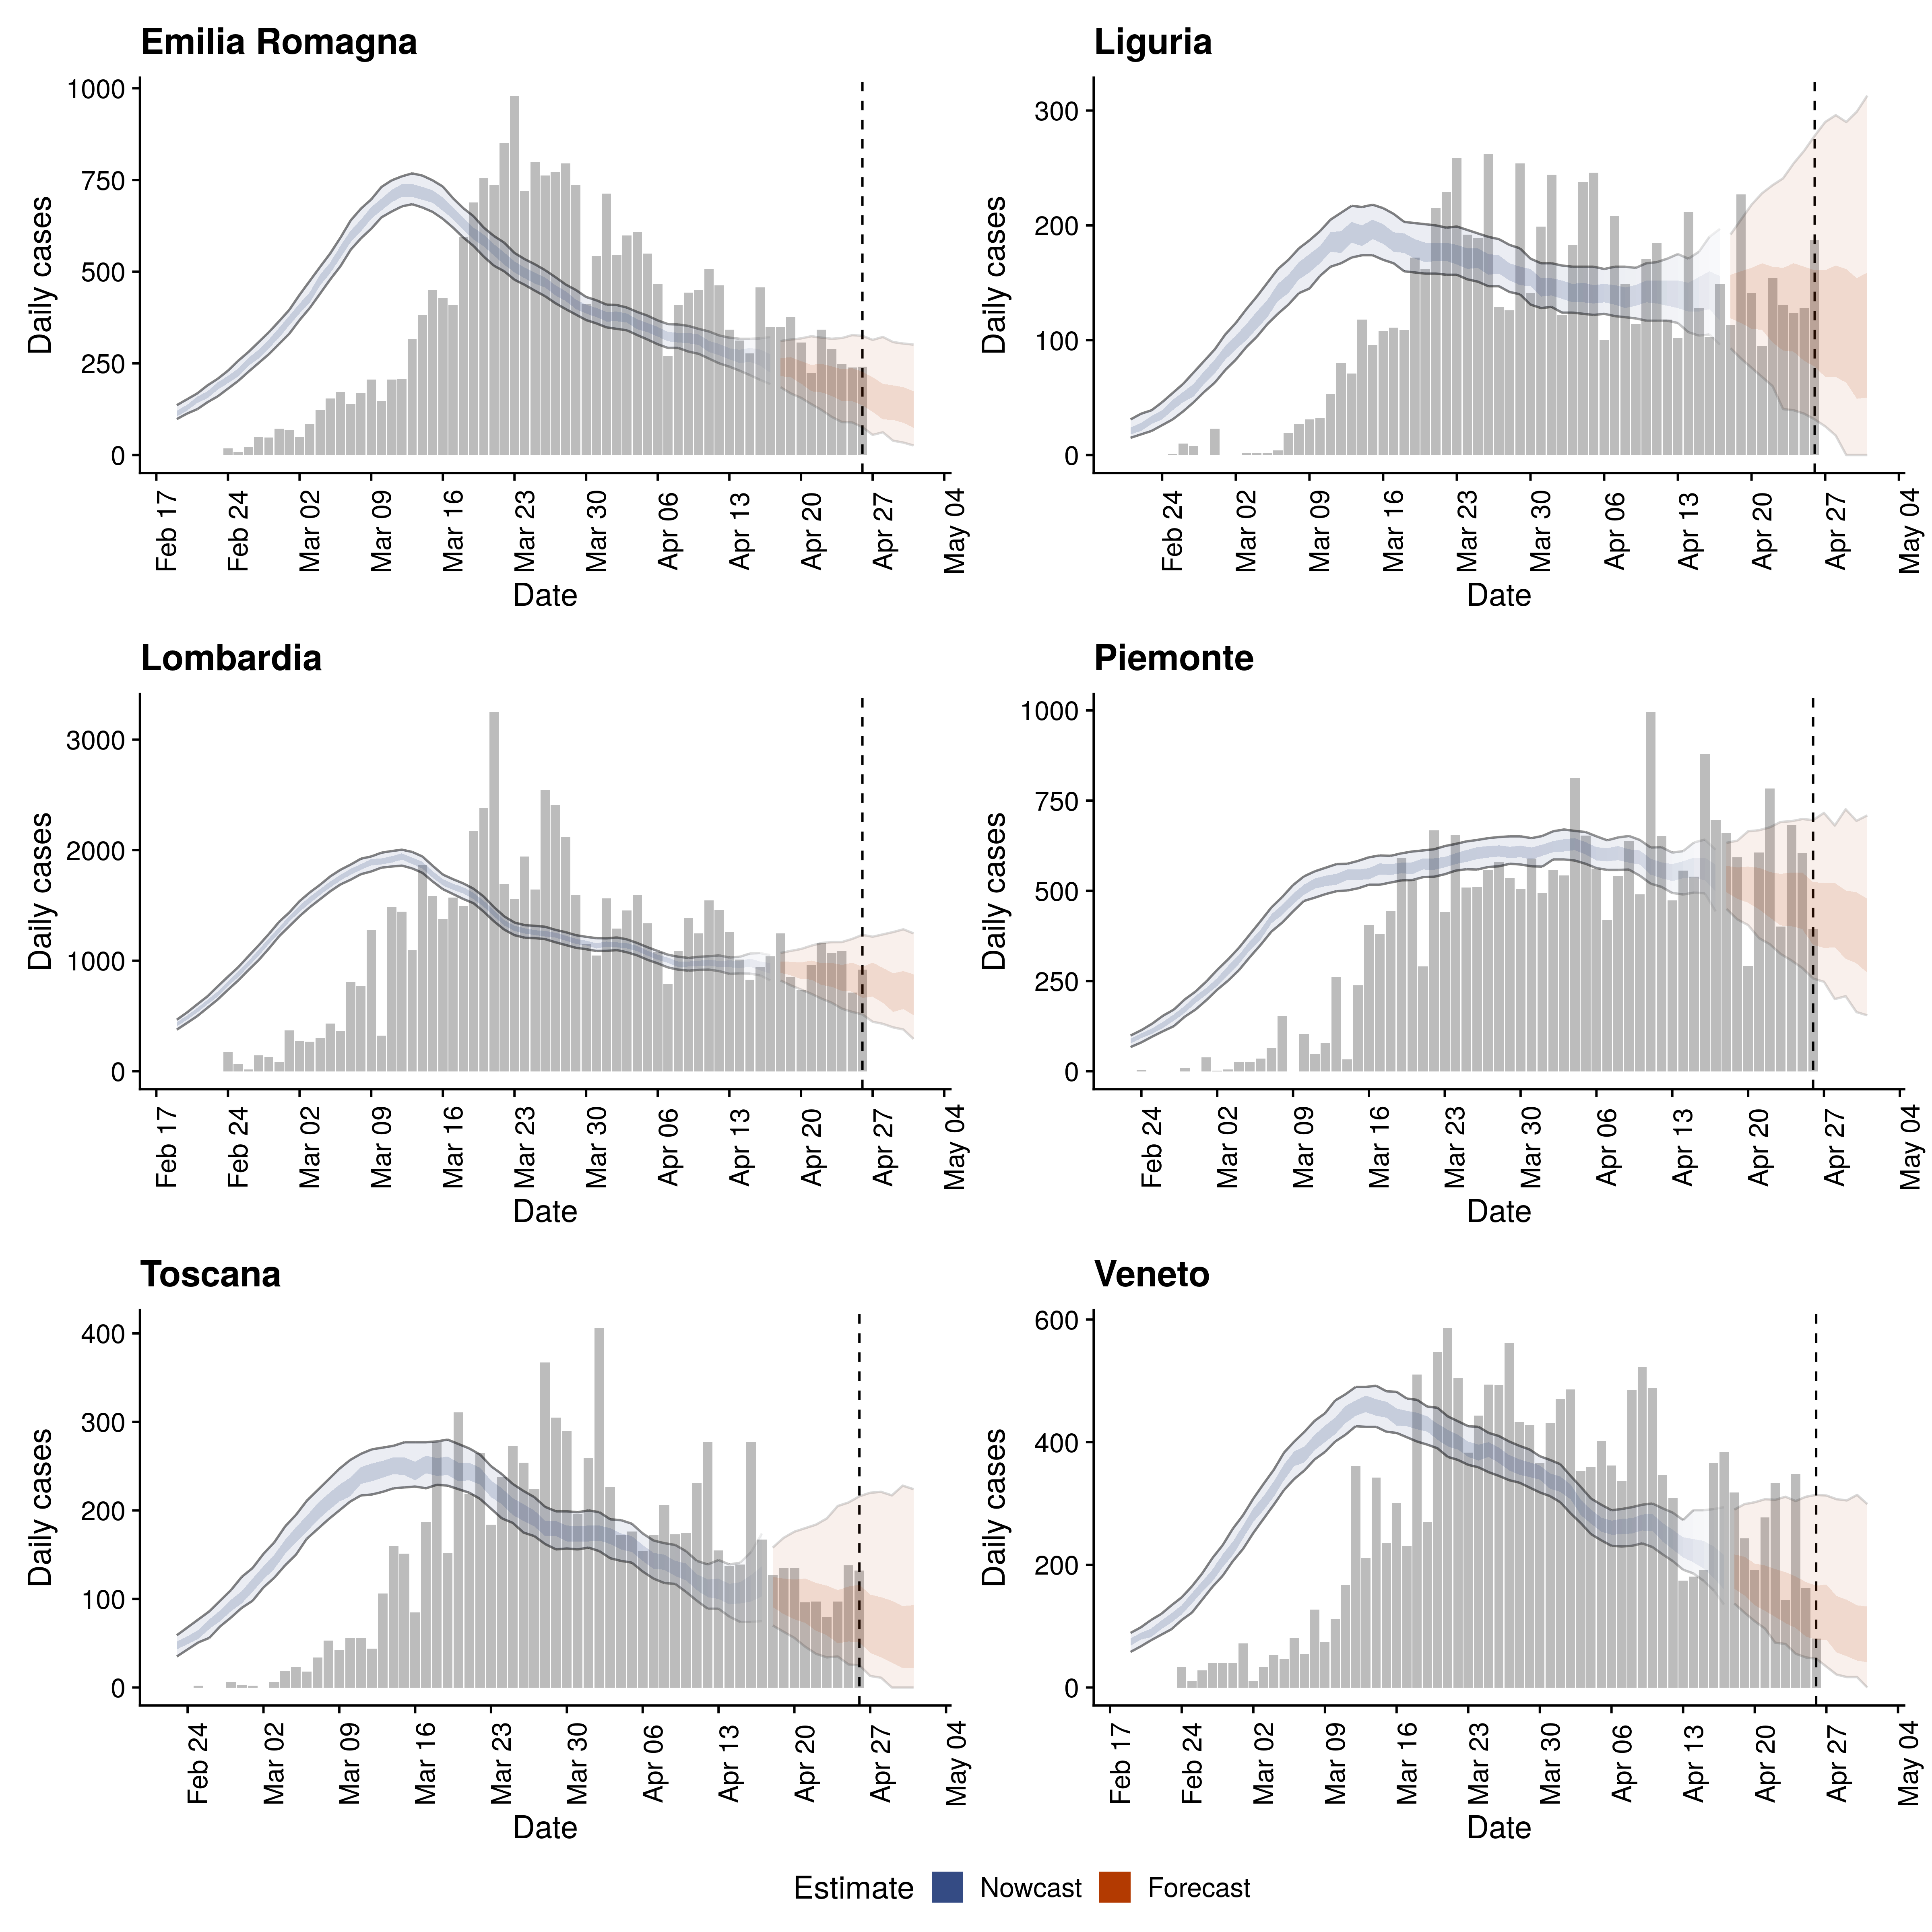 Emilia Romagna
Daily cases
1000
750
500
250
0
Feb 17
Feb 24
Mar 02
Mar 09
Mar 16
Mar 23
Mar 30
Apr 06
Apr 13
Apr 20
Apr 27
May 04
Date
Liguria
Daily cases
300
200
100
0
Feb 24
Mar 02
Mar 09
Mar 16
Mar 23
Mar 30
Apr 06
Apr 13
Apr 20
Apr 27
May 04
Date
Lombardia
Daily cases
3000
2000
1000
0
Feb 17
Feb 24
Mar 02
Mar 09
Mar 16
Mar 23
Mar 30
Apr 06
Apr 13
Apr 20
Apr 27
May 04
Date
Piemonte
Daily cases
1000
750
500
250
0
Feb 24
Mar 02
Mar 09
Mar 16
Mar 23
Mar 30
Apr 06
Apr 13
Apr 20
Apr 27
May 04
Date
Toscana
Daily cases
400
300
200
100
0
Feb 24
Mar 02
Mar 09
Mar 16
Mar 23
Mar 30
Apr 06
Apr 13
Apr 20
Apr 27
May 04
Date
Veneto
Daily cases
600
400
200
0
Feb 17
Feb 24
Mar 02
Mar 09
Mar 16
Mar 23
Mar 30
Apr 06
Apr 13
Apr 20
Apr 27
May 04
Date
Estimate Nowcast Forecast